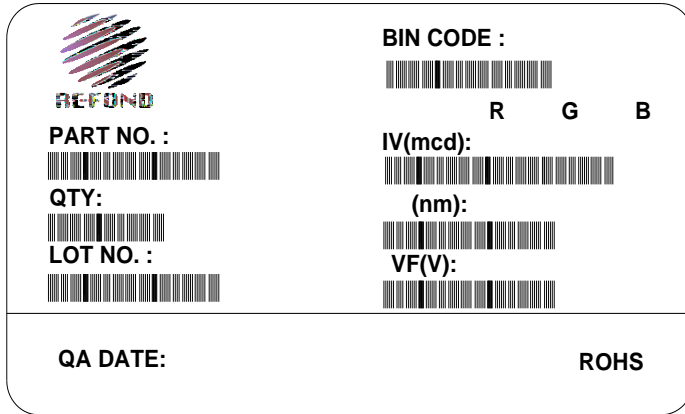 REFOND
BIN CODE :
R G B
PART NO. :
IV(mcd):
QTY:
(nm):
LOT NO. :
VF(V):
QA DATE:
ROHS